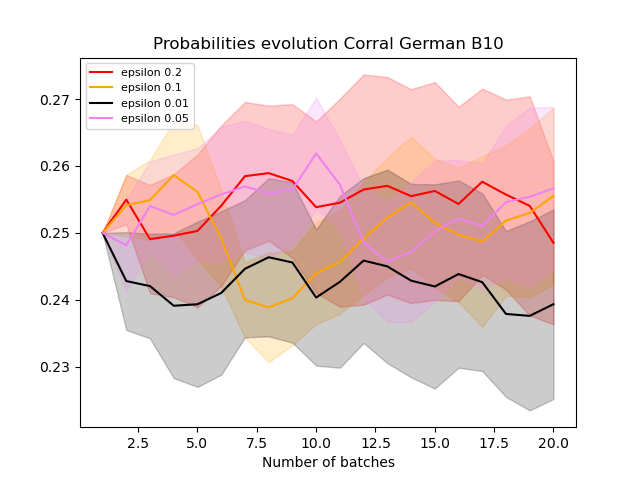 Probabilities evolution Corral German B10
epsilon 0.2
epsilon 0.1
epsilon 0.01
epsilon 0.05
0.27
0.26
0.25
0.24
0.23
2.5 5.0 7.5 10.0 12.5 15.0 17.5 20.0
Number of batches